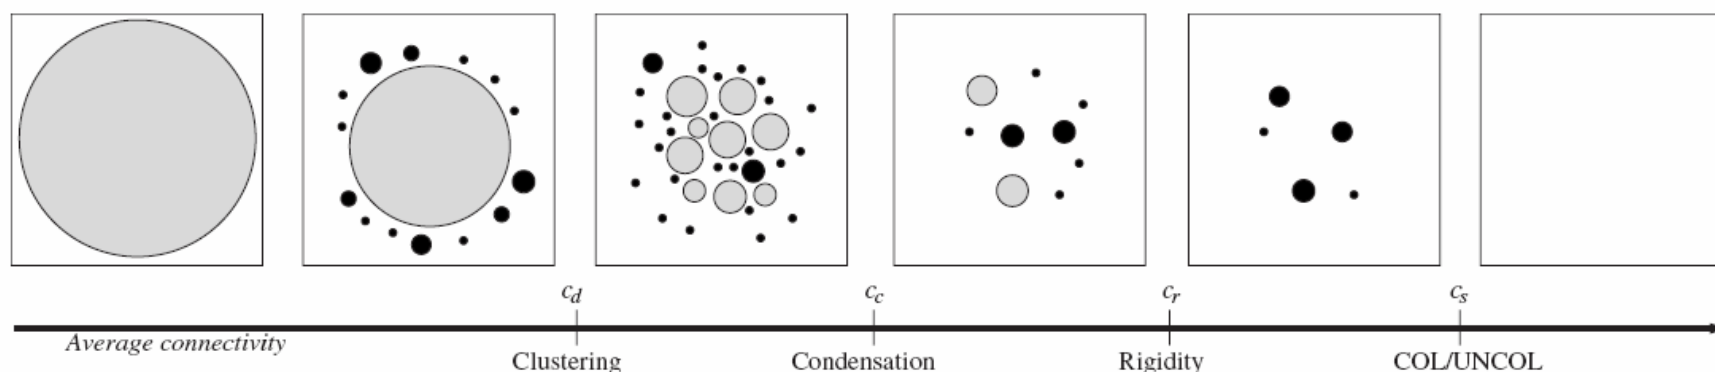 c_d c_c c_r c_s
Average connectivity
Clustering Condensation Rigidity COL/UNCOL